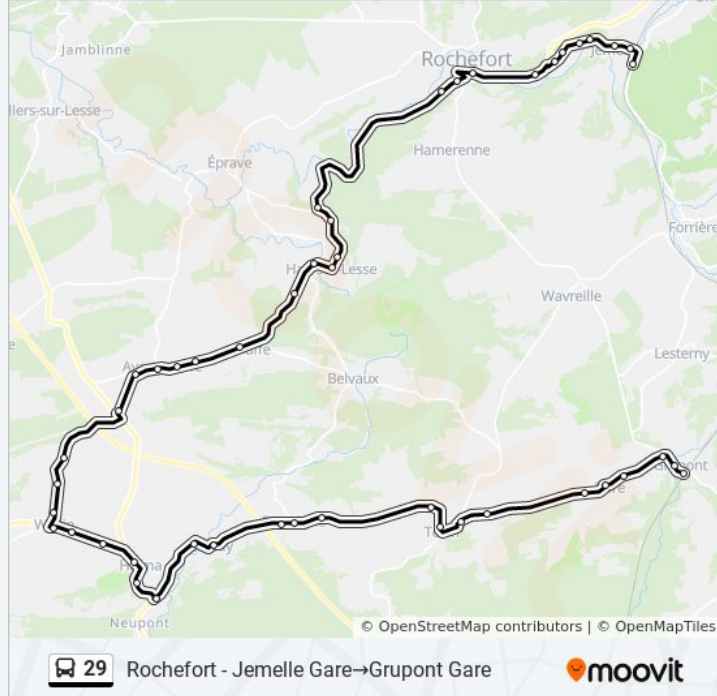 Jamblinne
Rochefort
llers-sur-Lesse
Hamerenne
Éprave
Forrière
Lesse
Wavreille
Lesterny
Belvaux
Neupont
© OpenStreetMap contributors | © OpenMapTiles
29 Rochefort - Jemelle Gare→Grupont Gare
moovit